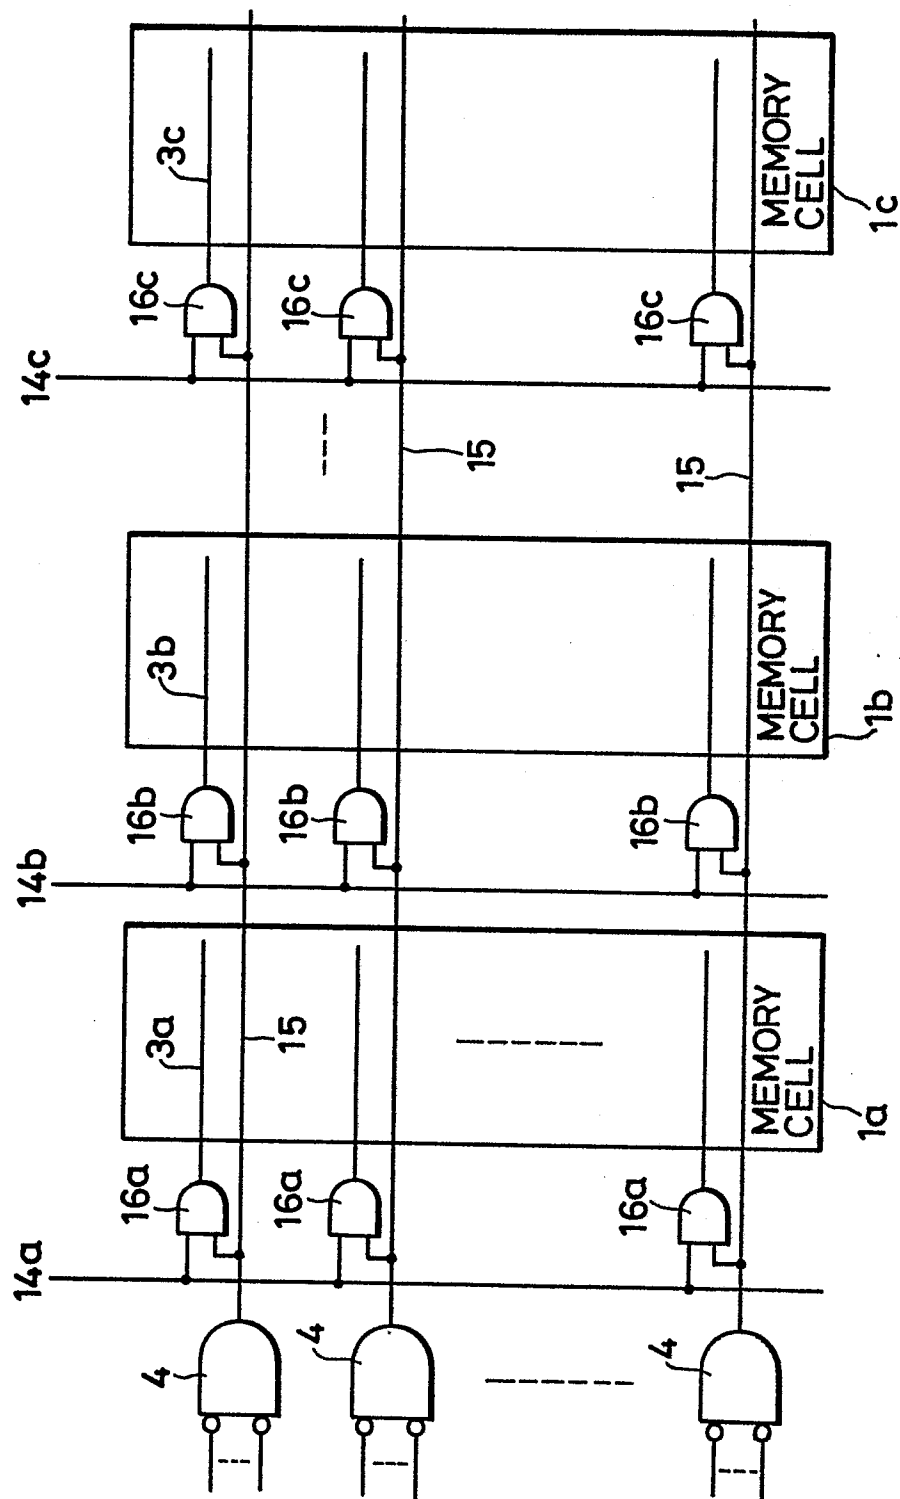 14a
14b
14c
4
16a
3a
16b
3b
16c
3c
4
16a
15
16b
16c
15
4
16a
16b
15
16c
MEMORY
CELL
MEMORY
CELL
MEMORY
CELL
1a
1b
1c